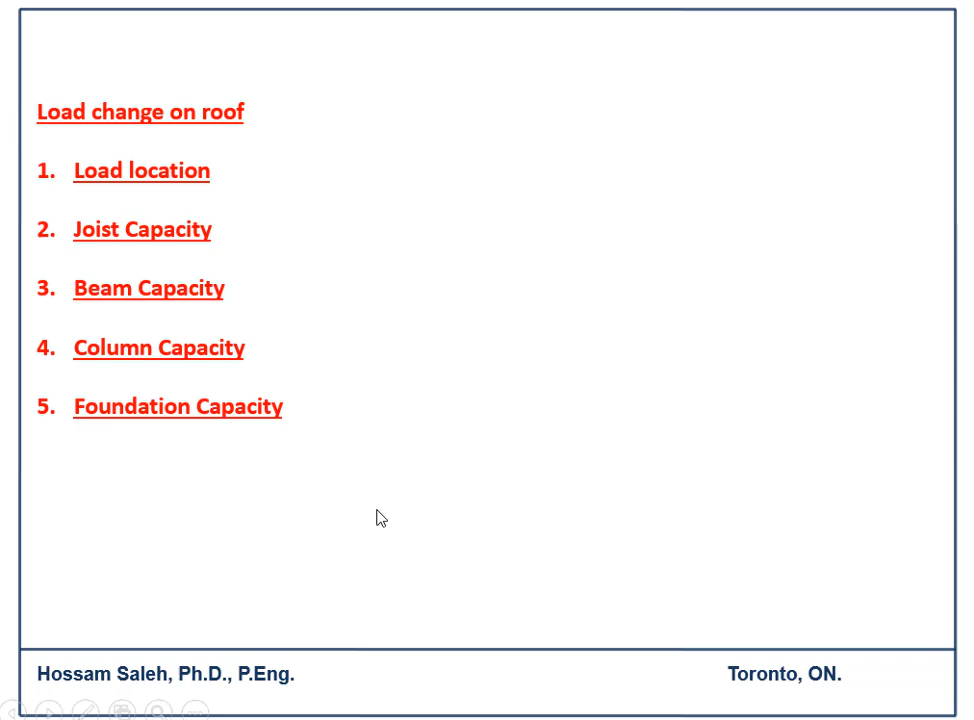 Load change on roof
1. Load location
2. Joist Capacity
3. Beam Capacity
4. Column Capacity
5. Foundation Capacity
Hossam Saleh, Ph.D., P.Eng.
Toronto, ON.